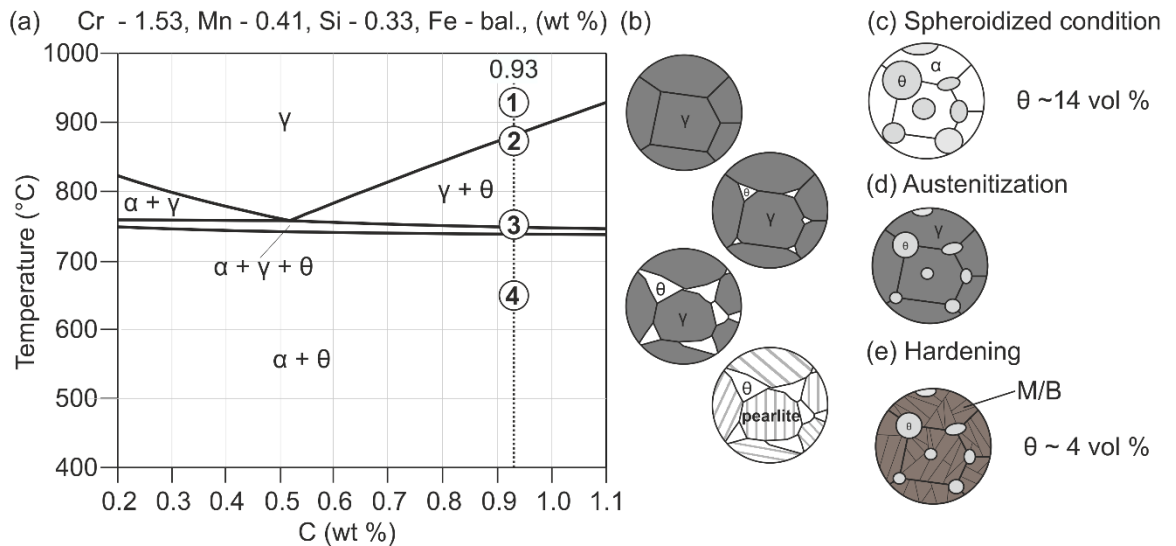 (a) Cr - 1.53, Mn - 0.41, Si - 0.33, Fe - bal., (wt %)
Temperature (°C)
1000
900
800
700
600
500
400
0.2 0.3 0.4 0.5 0.6 0.7 0.8 0.9 1.0 1.1
C (wt %)
0.93
1
2
3
4
γ
α + γ
γ + θ
α + γ + θ
α + θ
(b)
γ
θ
γ
θ
γ
θ
pearlite
(c) Spheroidized condition
α
θ
θ ~14 vol %
(d) Austenitization
γ
θ
(e) Hardening
M/B
θ
θ ~ 4 vol %